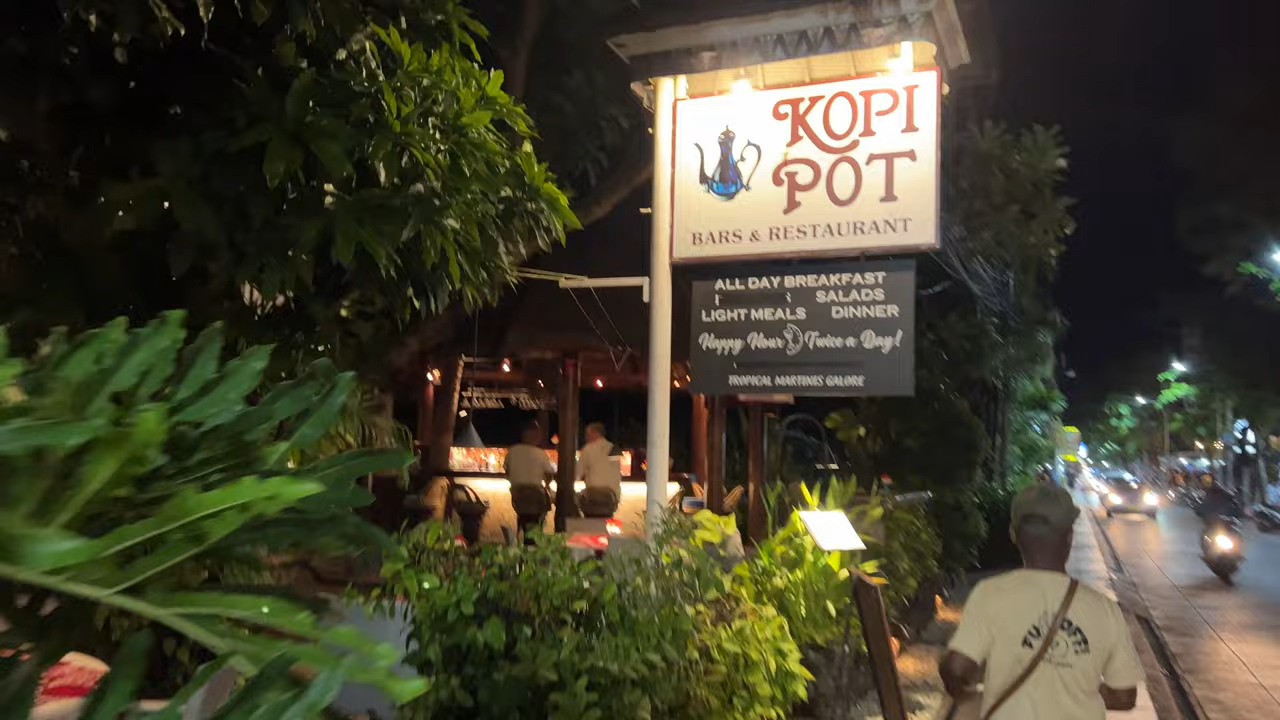 KOPI
POT
BARS & RESTAURANT
ALL DAY BREAKFAST
SALADS
LIGHT MEALS DINNER
Happy Hour Twice a Day!
TROPICAL MARTINIS GALORE